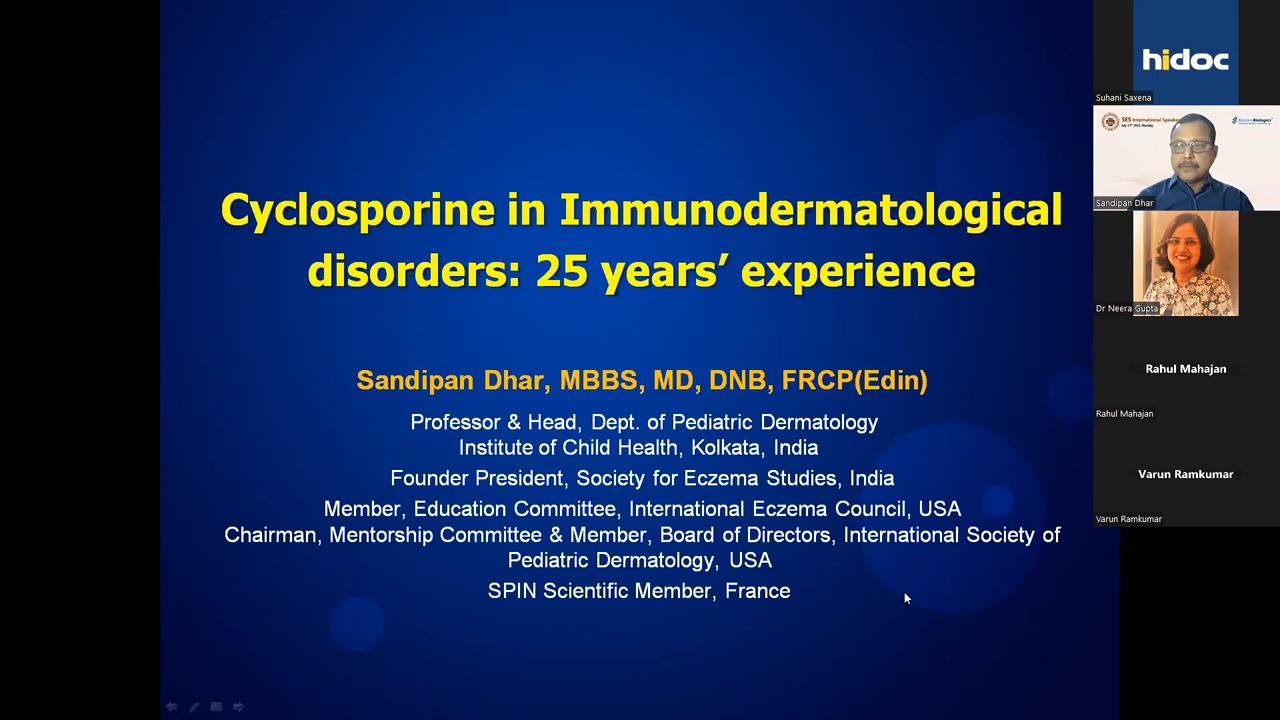 Cyclosporine in Immunodermatological
disorders: 25 years’ experience
Sandipan Dhar, MBBS, MD, DNB, FRCP(Edin)
Professor & Head, Dept. of Pediatric Dermatology
Institute of Child Health, Kolkata, India
Founder President, Society for Eczema Studies, India
Member, Education Committee, International Eczema Council, USA
Chairman, Mentorship Committee & Member, Board of Directors, International Society of
Pediatric Dermatology, USA
SPIN Scientific Member, France
hidoc
Suhani Saxena
SES International
Sandipan Dhar
Dr Neera Gupta
Rahul Mahajan
Rahul Mahajan
Varun Ramkumar
Varun Ramkumar